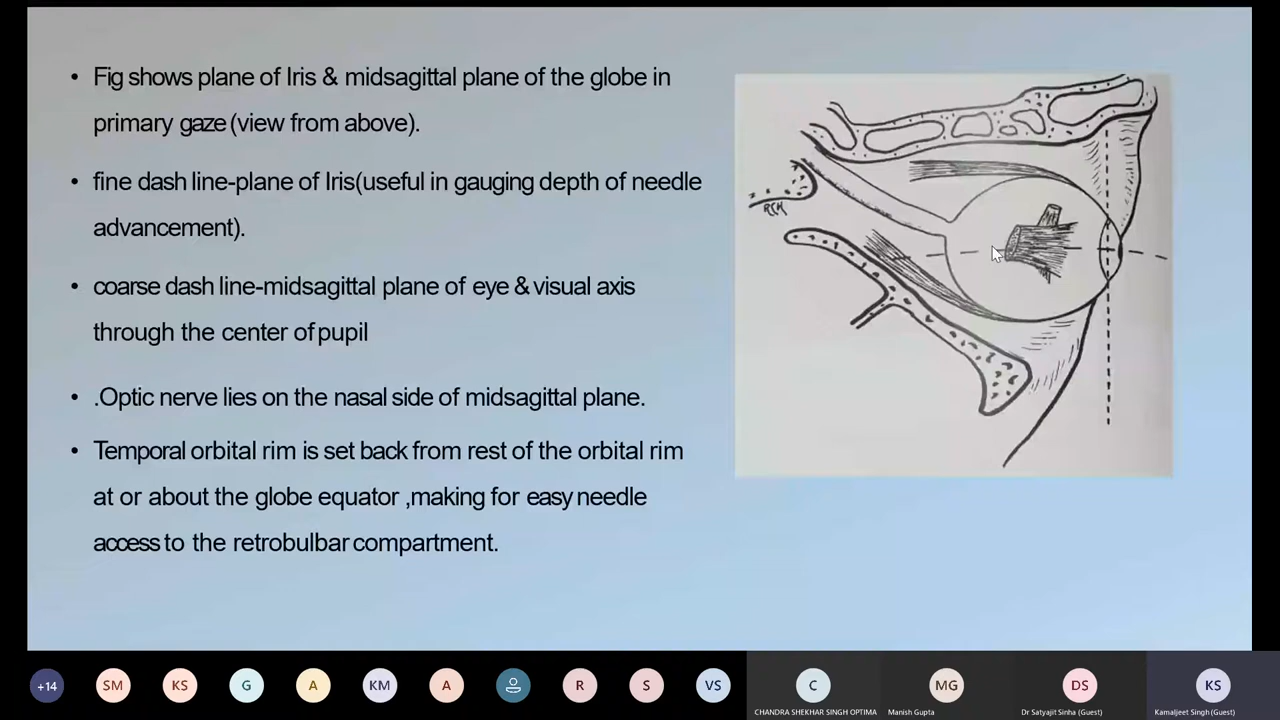 • Fig shows plane of Iris & midsagittal plane of the globe in
primary gaze (view from above).
• fine dash line-plane of Iris(useful in gauging depth of needle
advancement).
• coarse dash line-midsagittal plane of eye & visual axis
through the center of pupil
• .Optic nerve lies on the nasal side of midsagittal plane.
• Temporal orbital rim is set back from rest of the orbital rim
at or about the globe equator ,making for easy needle
access to the retrobulbar compartment.
+14
SM
KS
G
A
KM
A
R
S
VS
C
CHANDRA SHEKHAR SINGH OPTIMA
MG
Manish Gupta
DS
Dr Satyajit Sinha (Guest)
KS
Kamaljeet Singh (Guest)